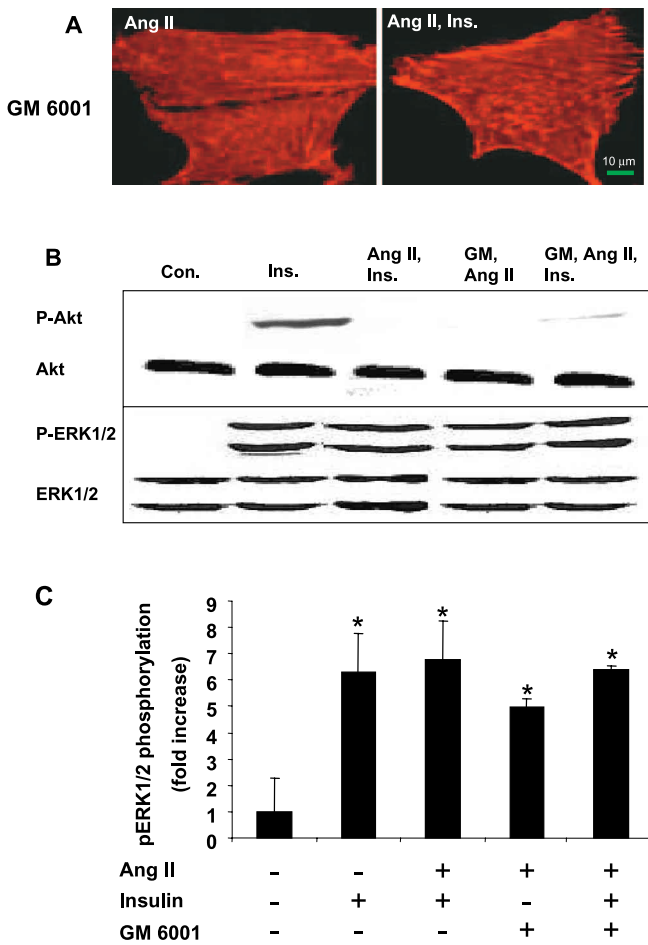 A
Ang II
Ang II, Ins.
GM 6001
10 µm
B
Con.
Ins.
Ang II,
Ins.
GM,
Ang II
GM, Ang II,
Ins.
P-Akt
Akt
P-ERK1/2
ERK1/2
C
pERK1/2 phosphorylation
(fold increase)
9
8
7
6
5
4
3
2
1
0
* * * *
Ang II - - + + +
Insulin - + + - +
GM 6001 - - - + +